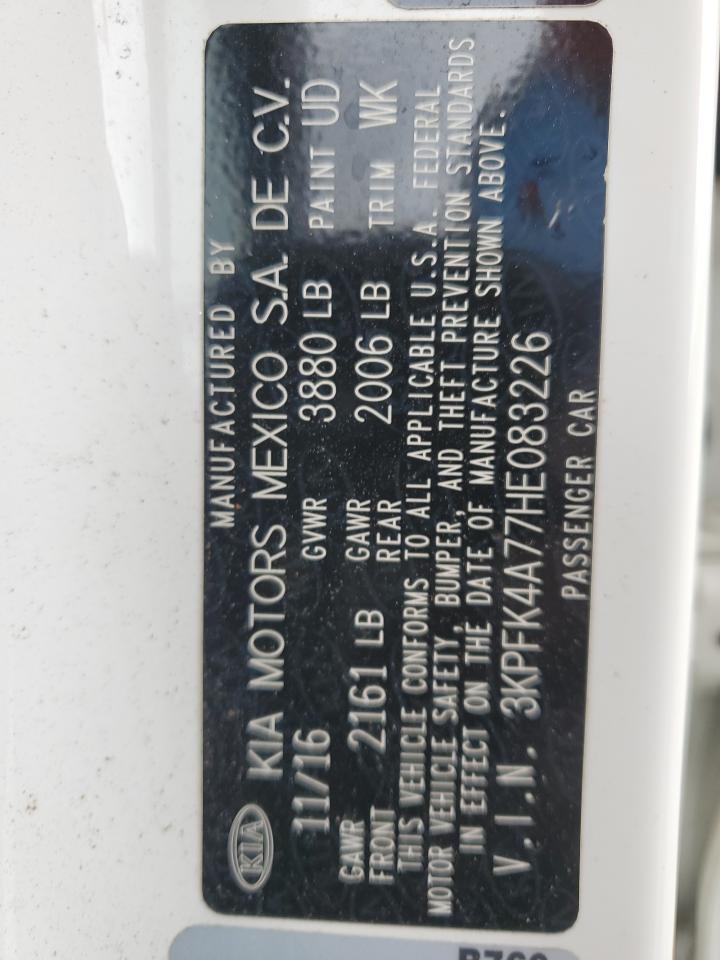 MANUFACTURED BY
KIA KIA MOTORS MEXICO S.A. DE C.V.
11/16 GVWR 3880 LB PAINT UD
GAWR FRONT 2161 LB GAWR REAR 2006 LB TRIM WK
THIS VEHICLE CONFORMS TO ALL APPLICABLE U.S.A. FEDERAL
MOTOR VEHICLE SAFETY, BUMPER, AND THEFT PREVENTION STANDARDS
IN EFFECT ON THE DATE OF MANUFACTURE SHOWN ABOVE.
V.I.N. 3KPFK4A77HE083226
PASSENGER CAR